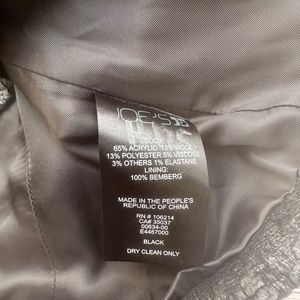 JOE'S
BODY
65% ACRYLIC 13% WOOL
13% POLYESTER 5% VISCOSE
3% OTHERS 1% ELASTANE
LINING:
100% BEMBERG
MADE IN THE PEOPLE'S
REPUBLIC OF CHINA
RN # 106214
CA# 35037
00634-00
E4467000
BLACK
DRY CLEAN ONLY